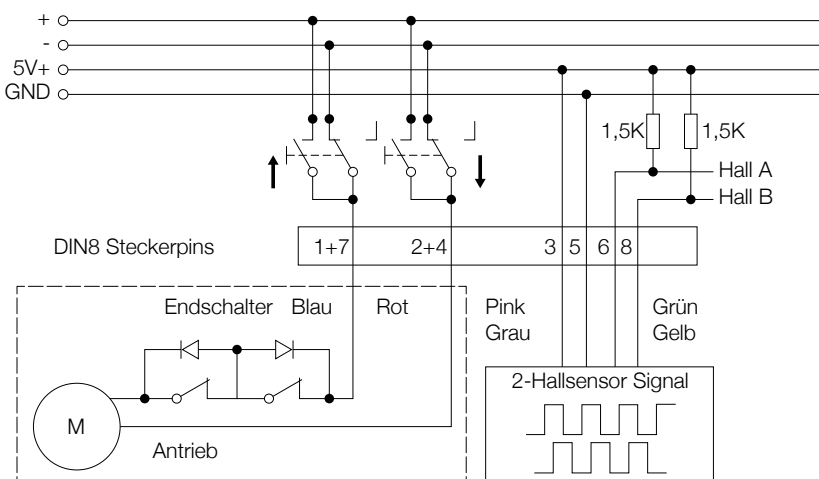 +
-
5V+
GND
1,5K 1,5K
Hall A
Hall B
DIN8 Steckerpins 1+7 2+4 3 5 6 8
Endschalter Blau Rot Pink Grün
Grau Gelb
2-Hallsensor Signal
M
Antrieb